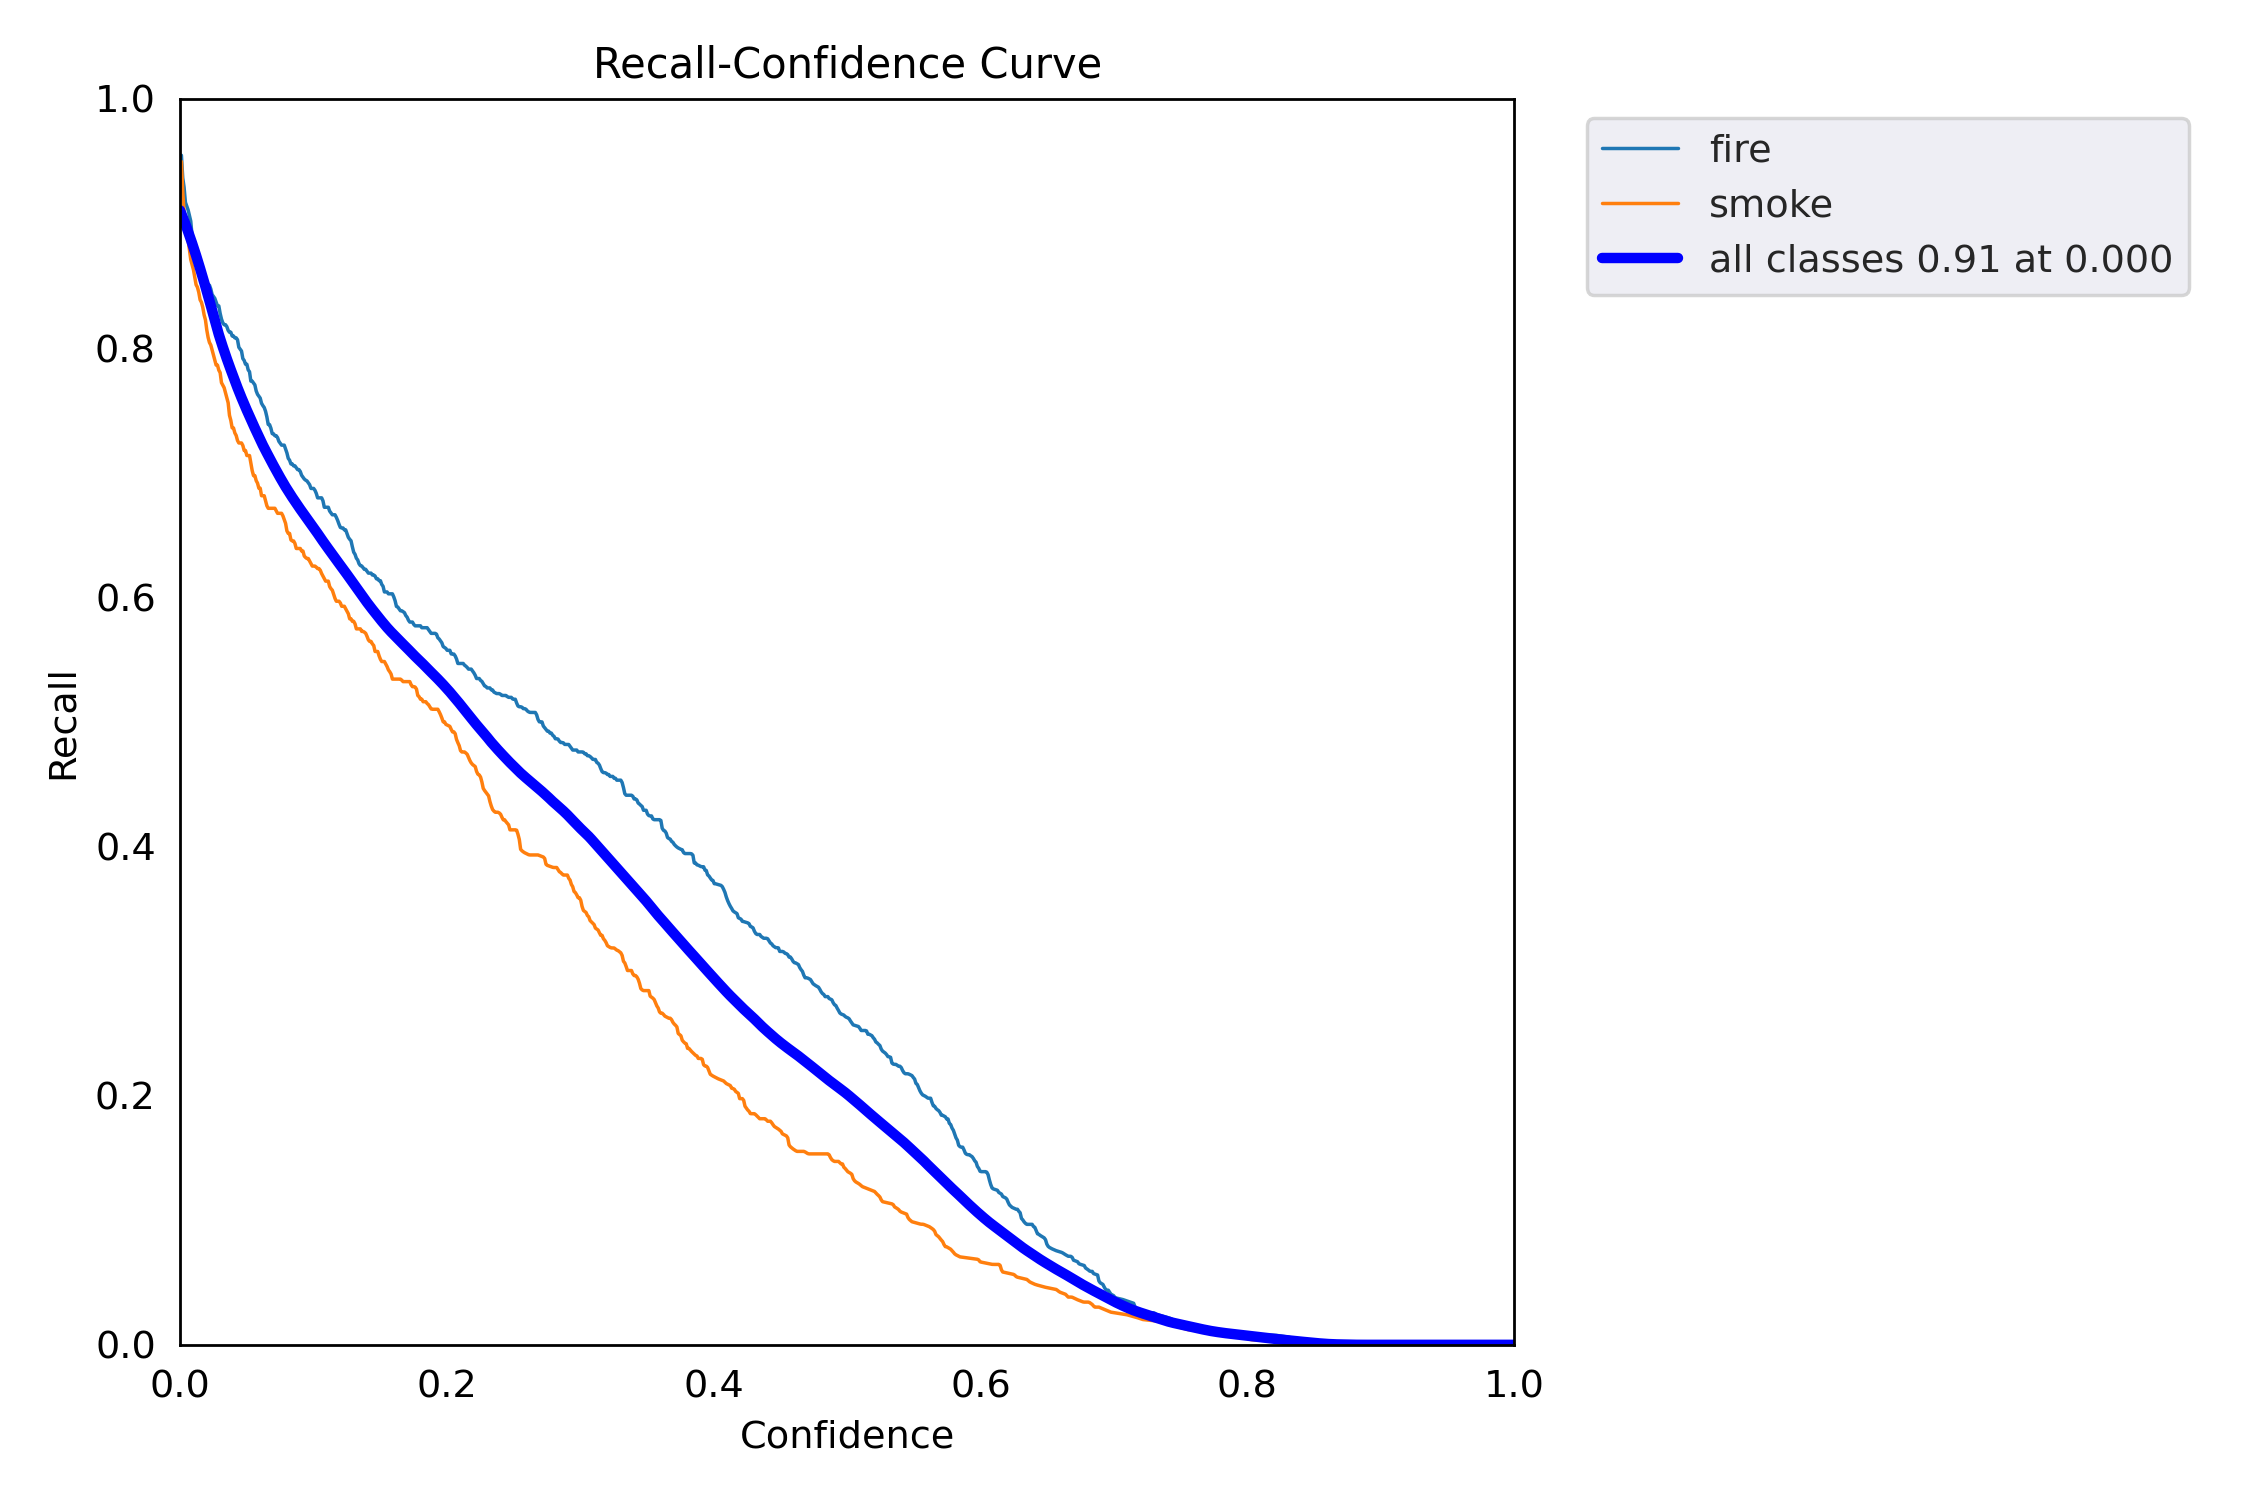 Recall-Confidence Curve
1.0
0.8
0.6
0.4
0.2
0.0
Recall
0.0 0.2 0.4 0.6 0.8 1.0
Confidence
fire
smoke
all classes 0.91 at 0.000